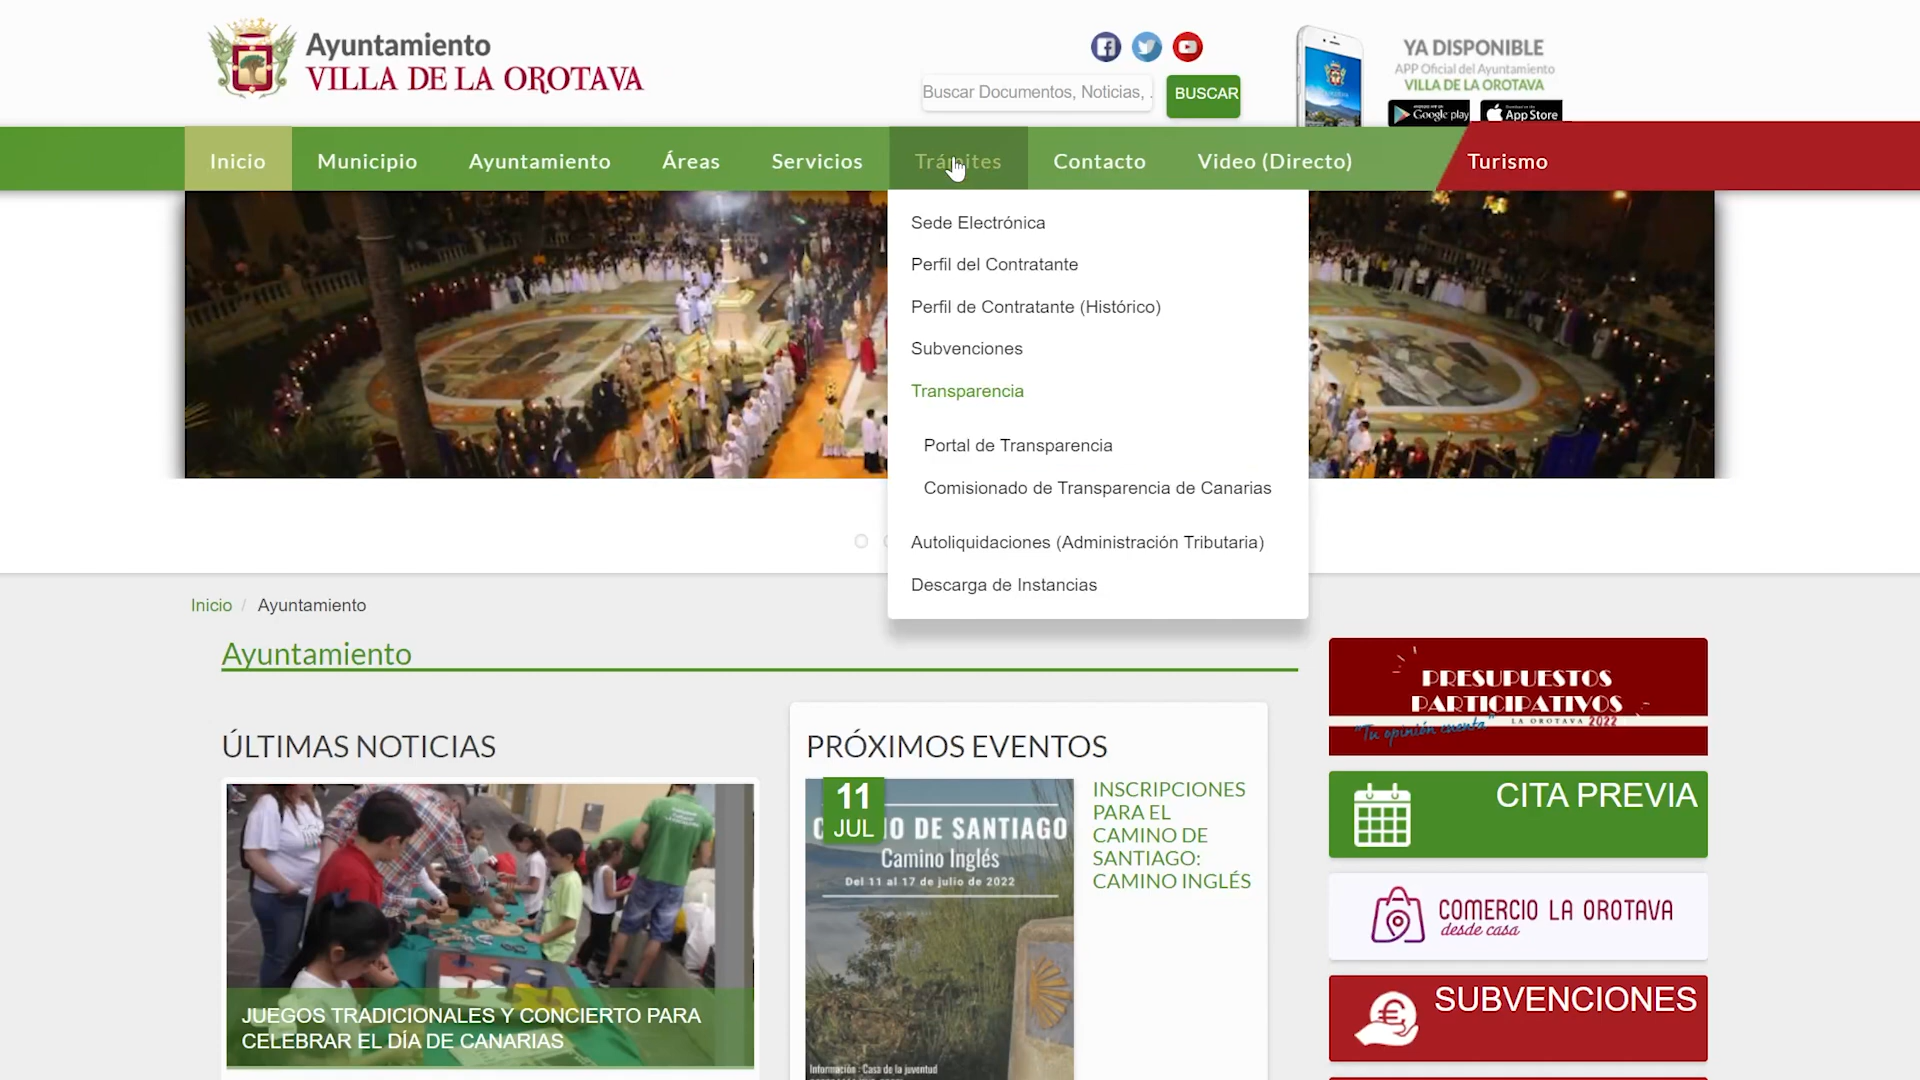 Ayuntamiento
VILLA DE LA OROTAVA
Buscar Documentos, Noticias, .
BUSCAR
YA DISPONIBLE
APP Oficial del Ayuntamiento
VILLA DE LA OROTAVA
Google play
App Store
Inicio
Municipio
Ayuntamiento
Áreas
Servicios
Trámites
Contacto
Video (Directo)
Turismo
Sede Electrónica
Perfil del Contratante
Perfil de Contratante (Histórico)
Subvenciones
Transparencia
Portal de Transparencia
Comisionado de Transparencia de Canarias
Autoliquidaciones (Administración Tributaria)
Descarga de Instancias
Inicio / Ayuntamiento
Ayuntamiento
ÚLTIMAS NOTICIAS
JUEGOS TRADICIONALES Y CONCIERTO PARA
CELEBRAR EL DÍA DE CANARIAS
PRÓXIMOS EVENTOS
11
JUL
DE SANTIAGO
Camino Inglés
Del 11 al 17 de julio de 2022
Información : Casa de la juventud
INSCRIPCIONES
PARA EL
CAMINO DE
SANTIAGO:
CAMINO INGLÉS
PRESUPUESTOS
PARTICIPATIVOS
"Tu opinión cuenta"
LA OROTAVA 2022
CITA PREVIA
COMERCIO LA OROTAVA
desde casa
SUBVENCIONES